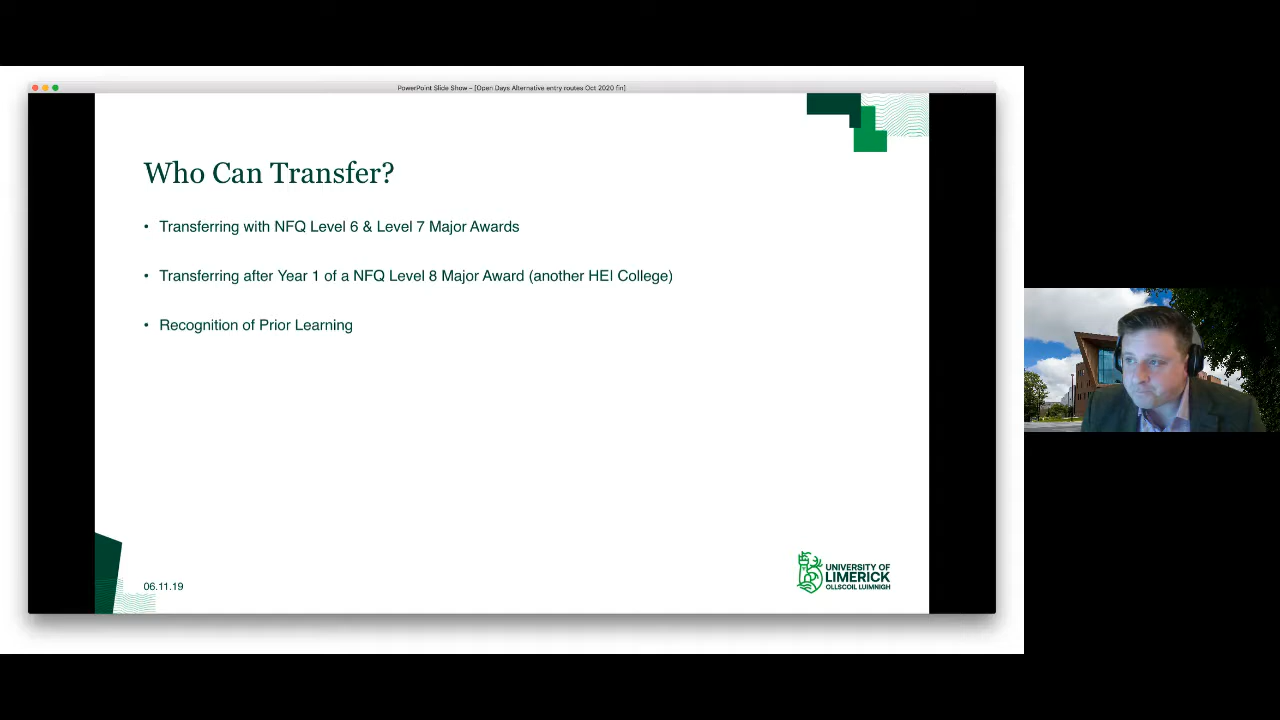 PowerPoint Slide Show – [Open Days Alternative entry routes Oct 2020 fin]
Who Can Transfer?
• Transferring with NFQ Level 6 & Level 7 Major Awards
• Transferring after Year 1 of a NFQ Level 8 Major Award (another HEI College)
• Recognition of Prior Learning
06.11.19
UNIVERSITY OF
LIMERICK
OLLSCOIL LUIMNIGH